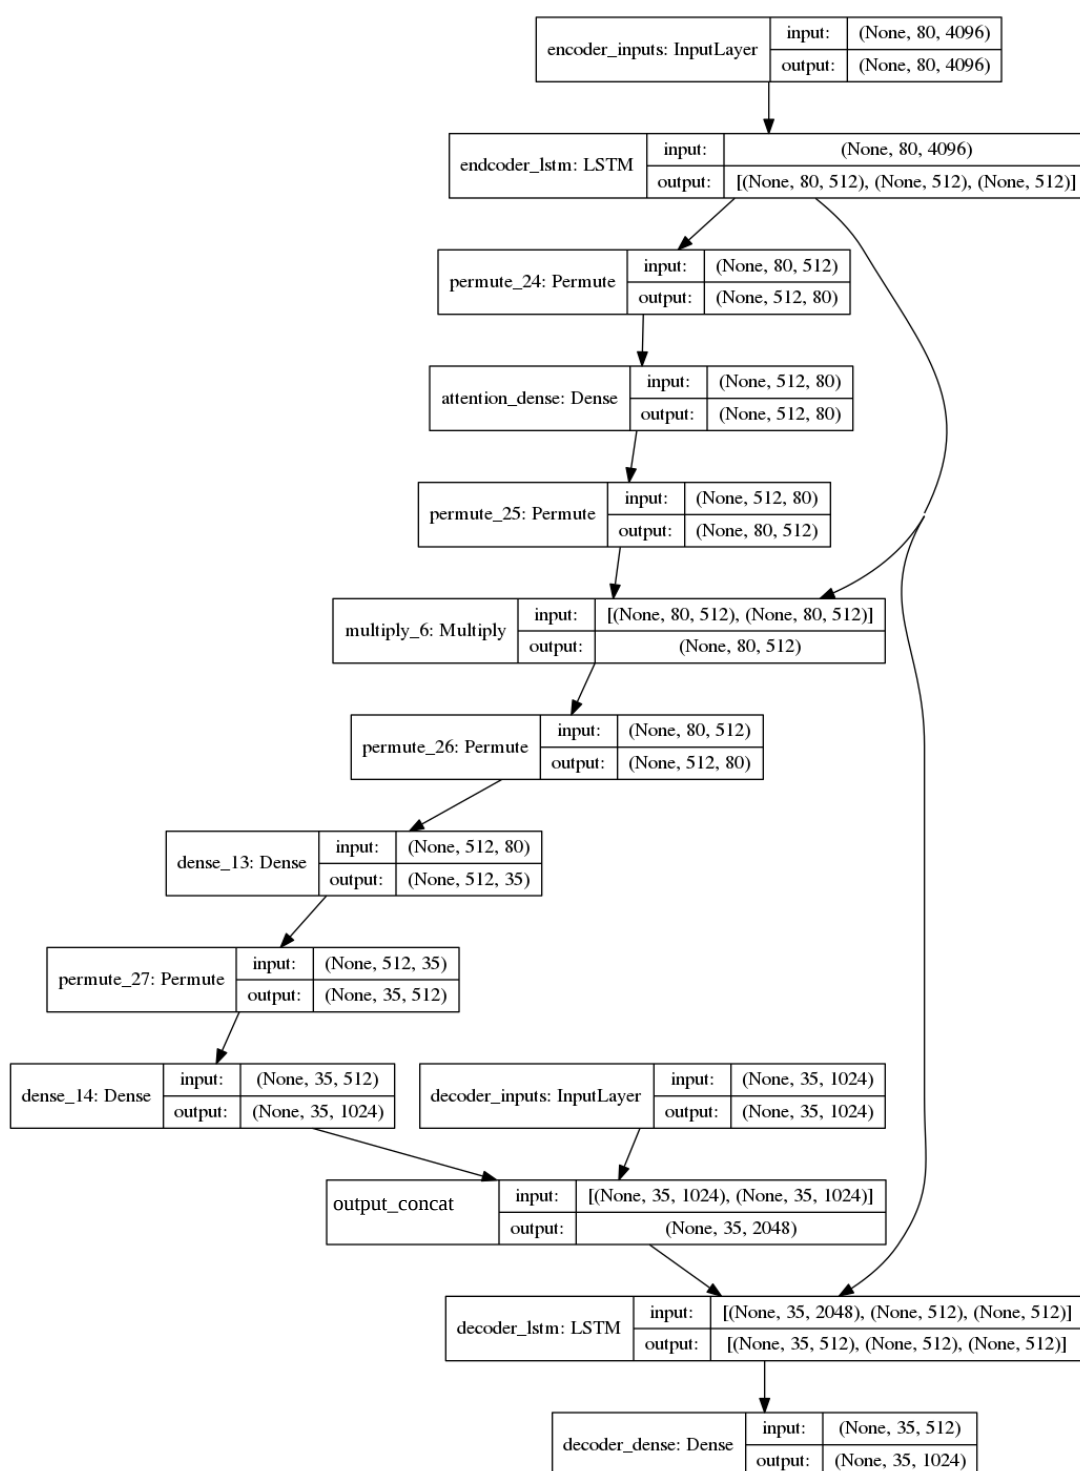 encoder_inputs: InputLayer
input: (None, 80, 4096)
output: (None, 80, 4096)
endcoder_lstm: LSTM
input: (None, 80, 4096)
output: [(None, 80, 512), (None, 512), (None, 512)]
permute_24: Permute
input: (None, 80, 512)
output: (None, 512, 80)
attention_dense: Dense
input: (None, 512, 80)
output: (None, 512, 80)
permute_25: Permute
input: (None, 512, 80)
output: (None, 80, 512)
multiply_6: Multiply
input: [(None, 80, 512), (None, 80, 512)]
output: (None, 80, 512)
permute_26: Permute
input: (None, 80, 512)
output: (None, 512, 80)
dense_13: Dense
input: (None, 512, 80)
output: (None, 512, 35)
permute_27: Permute
input: (None, 512, 35)
output: (None, 35, 512)
dense_14: Dense
input: (None, 35, 512)
output: (None, 35, 1024)
decoder_inputs: InputLayer
input: (None, 35, 1024)
output: (None, 35, 1024)
output_concat
input: [(None, 35, 1024), (None, 35, 1024)]
output: (None, 35, 2048)
decoder_lstm: LSTM
input: [(None, 35, 2048), (None, 512), (None, 512)]
output: [(None, 35, 512), (None, 512), (None, 512)]
decoder_dense: Dense
input: (None, 35, 512)
output: (None, 35, 1024)